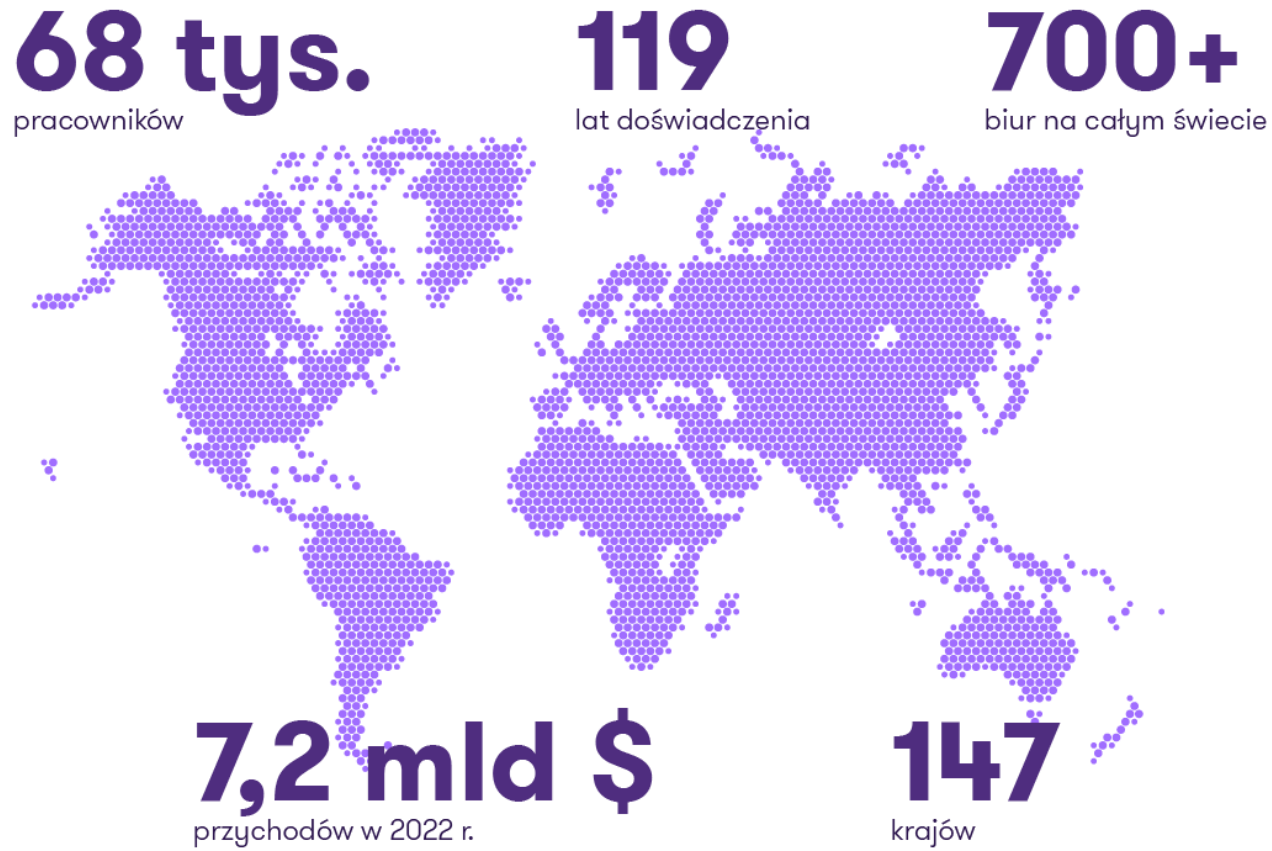 68 tys.
pracowników
119
lat doświadczenia
700+
biur na całym świecie
7,2 mld $
przychodów w 2022 r.
147
krajów